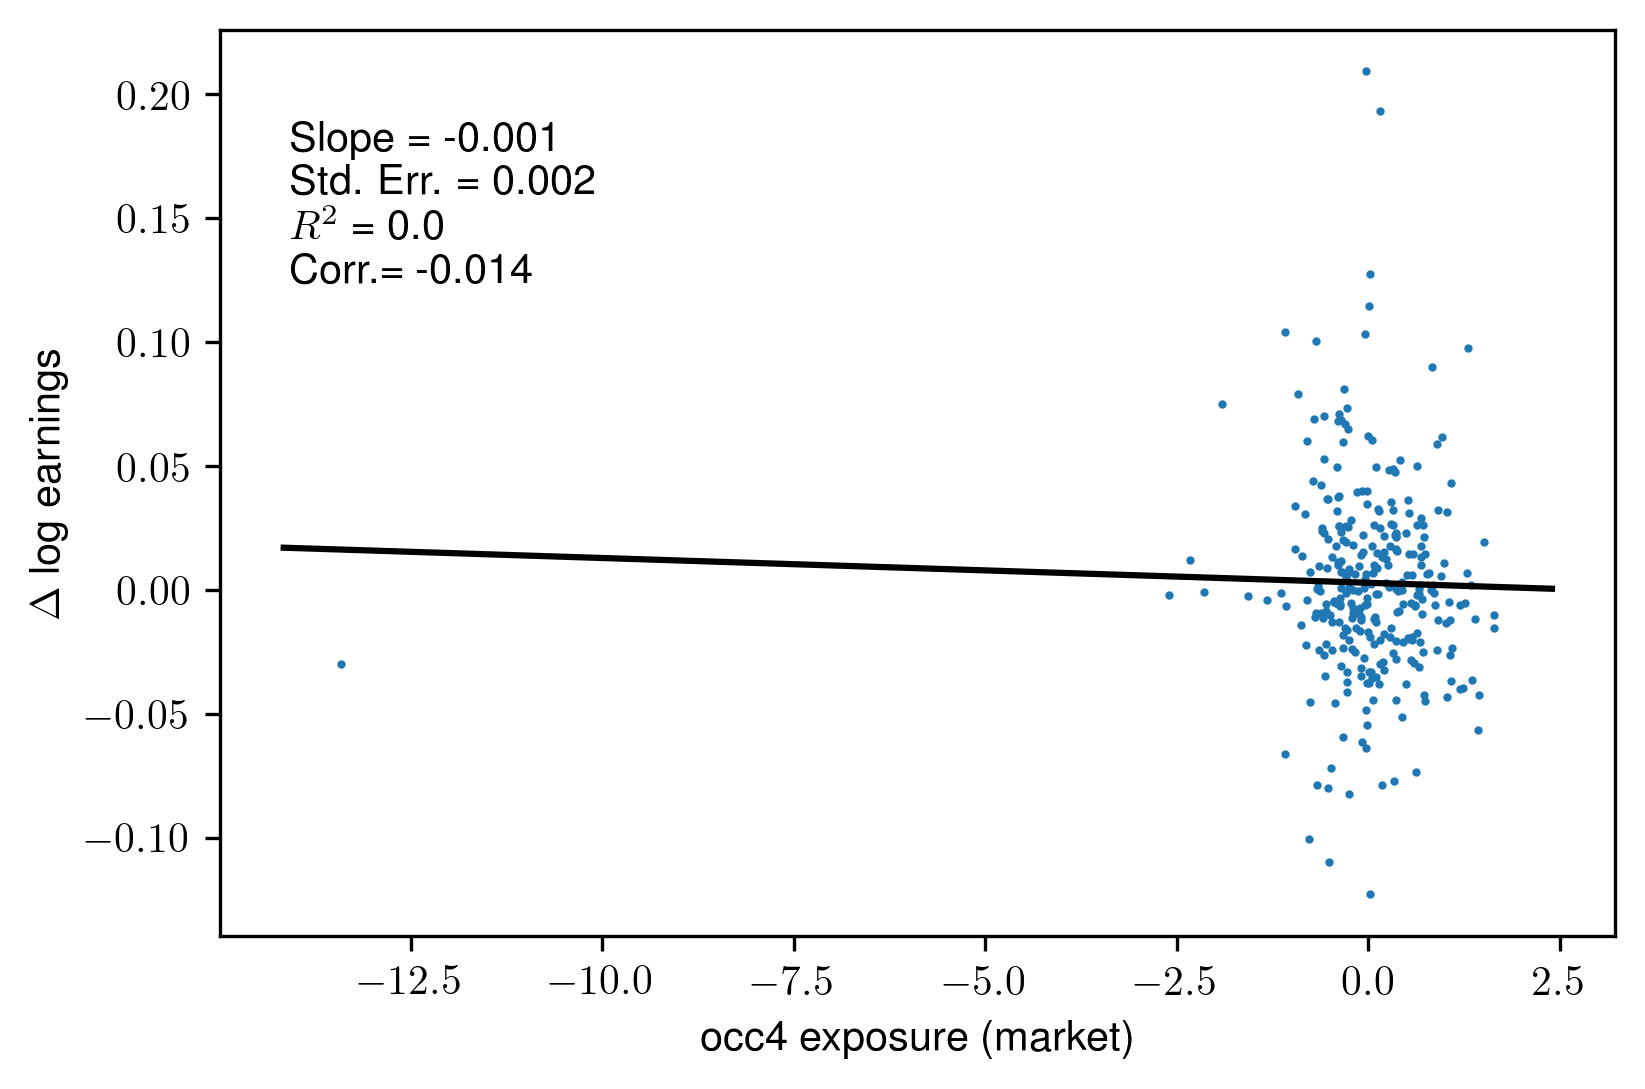 0.20
0.15
0.10
0.05
0.00
−0.05
−0.10
Δ log earnings
Slope = -0.001
Std. Err. = 0.002
R² = 0.0
Corr.= -0.014
−12.5 −10.0 −7.5 −5.0 −2.5 0.0 2.5
occ4 exposure (market)